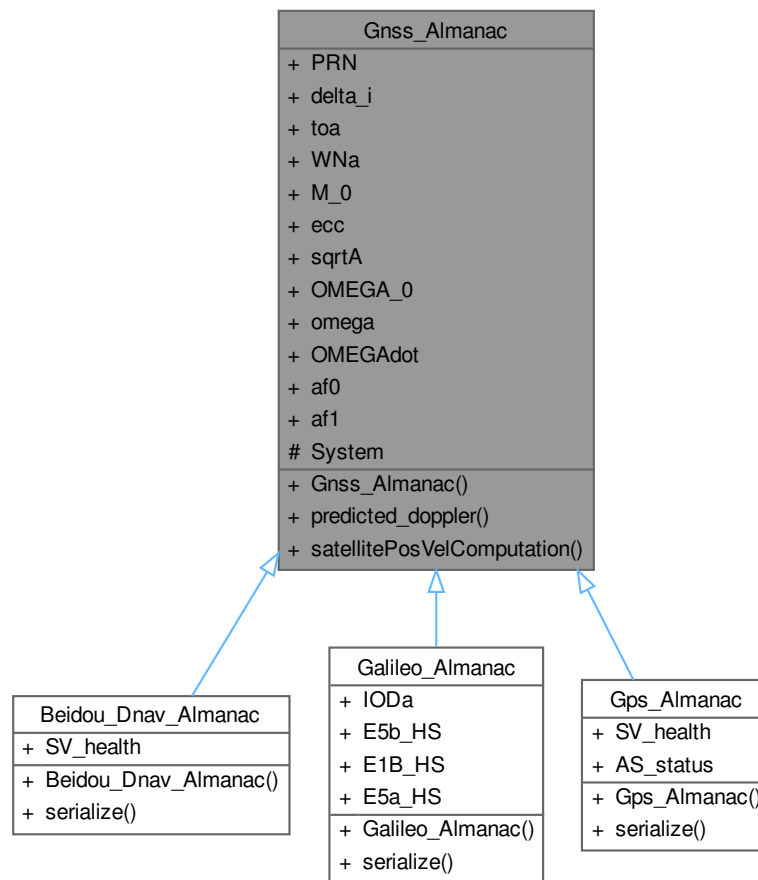 Gnss_Almanac
+ PRN
+ delta_i
+ toa
+ WNa
+ M_0
+ ecc
+ sqrtA
+ OMEGA_0
+ omega
+ OMEGAdot
+ af0
+ af1
# System
+ Gnss_Almanac()
+ predicted_doppler()
+ satellitePosVelComputation()
Beidou_Dnav_Almanac
+ SV_health
+ Beidou_Dnav_Almanac()
+ serialize()
Galileo_Almanac
+ IODa
+ E5b_HS
+ E1B_HS
+ E5a_HS
+ Galileo_Almanac()
+ serialize()
Gps_Almanac
+ SV_health
+ AS_status
+ Gps_Almanac()
+ serialize()